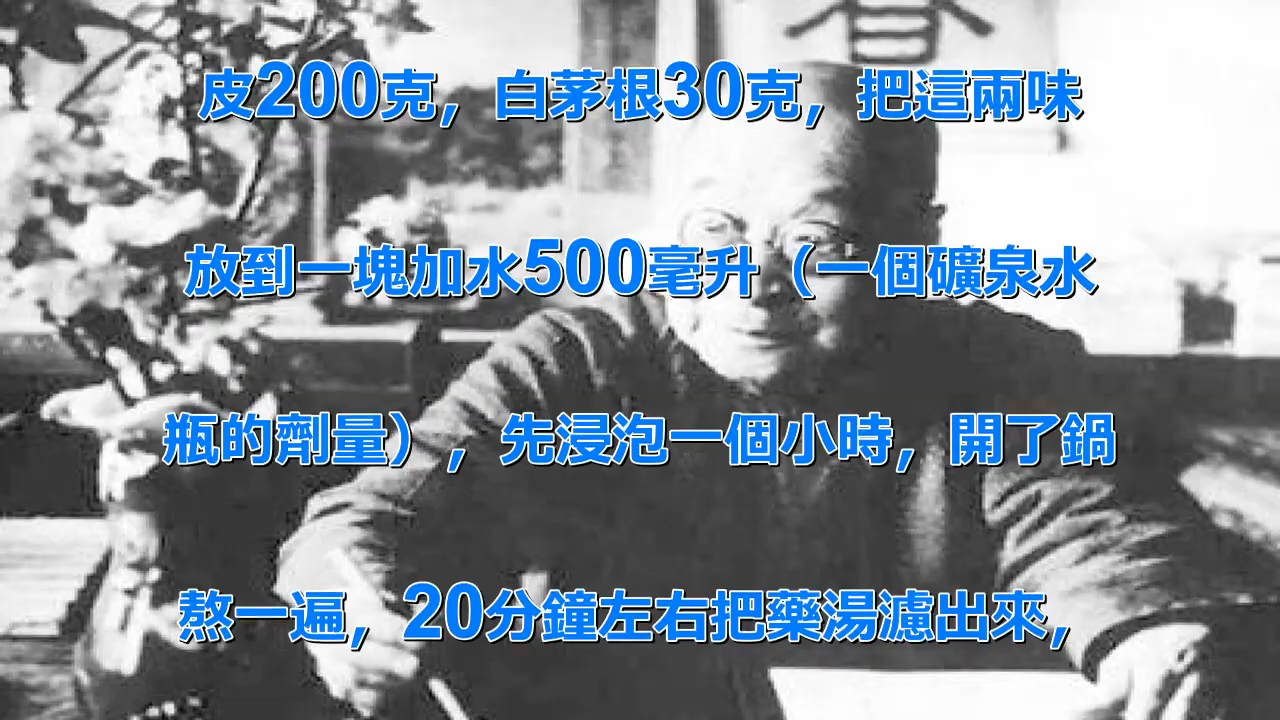 春
皮200克，白茅根30克，把這兩味
放到一塊加水500毫升（一個礦泉水
瓶的劑量），先浸泡一個小時，開了鍋
熬一遍，20分鐘左右把藥湯濾出來，